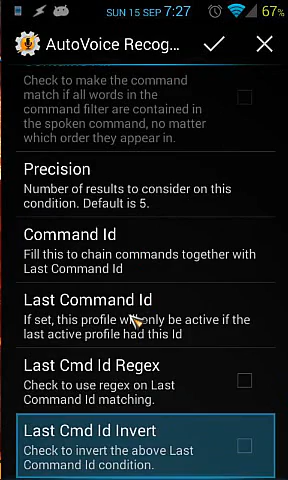 SUN 15 SEP 7:27 67%
AutoVoice Recog...
Check to make the command
match if all words in the
command filter are contained
in the spoken command, no matter
which order they appear in.
Precision
Number of results to consider on this
condition. Default is 5.
Command Id
Fill this to chain commands together with
Last Command Id
Last Command Id
If set, this profile will only be active if the
last active profile had this Id
Last Cmd Id Regex
Check to use regex on Last
Command Id matching.
Last Cmd Id Invert
Check to invert the above Last
Command Id condition.